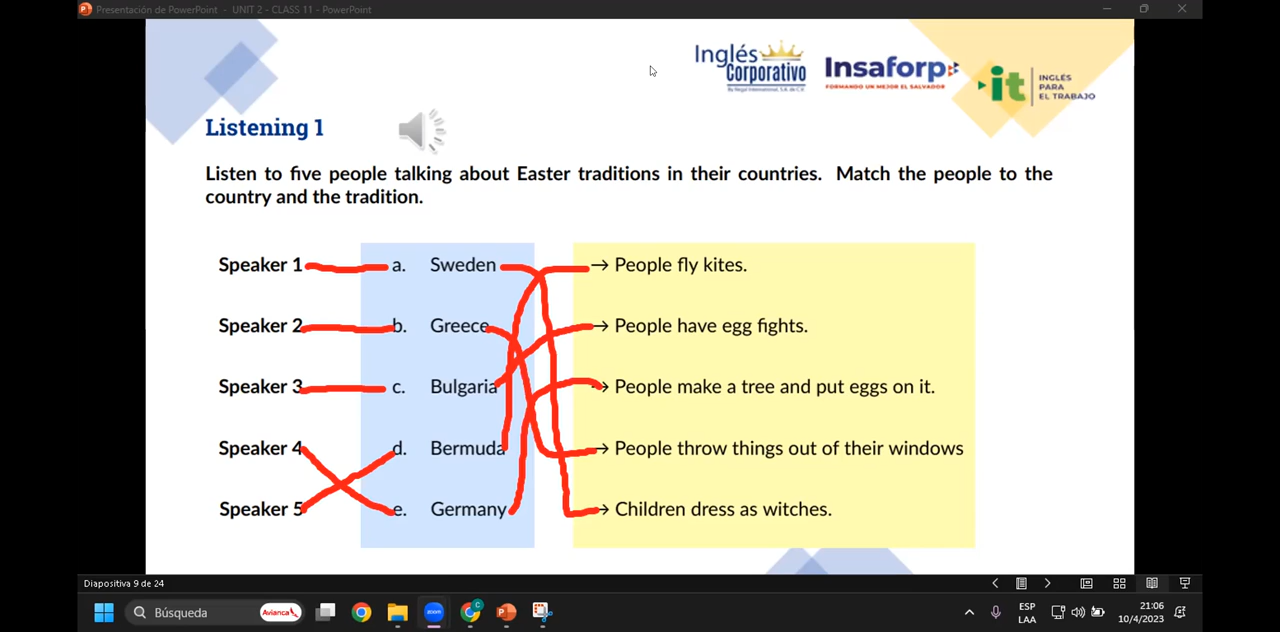 Presentación de PowerPoint - UNIT 2 - CLASS 11 - PowerPoint
Inglés
Corporativo
Insaforp
FORMANDO UN MEJOR EL SALVADOR
it
INGLÉS
PARA
EL TRABAJO
Listening 1
Listen to five people talking about Easter traditions in their countries. Match the people to the
country and the tradition.
Speaker 1 a. Sweden → People fly kites.
Speaker 2 b. Greece → People have egg fights.
Speaker 3 c. Bulgaria → People make a tree and put eggs on it.
Speaker 4 d. Bermuda → People throw things out of their windows
Speaker 5 e. Germany → Children dress as witches.
Diapositiva 9 de 24
Búsqueda
Avianca
zoom
ESP
LAA
21:06
10/4/2023